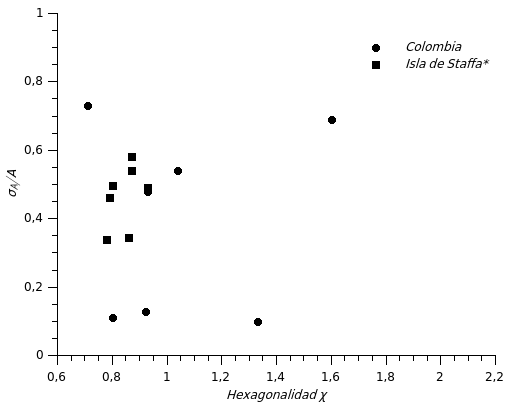 1
0,8
0,6
0,4
0,2
0
σA/A
Colombia
Isla de Staffa*
0,6 0,8 1 1,2 1,4 1,6 1,8 2 2,2
Hexagonalidad χ